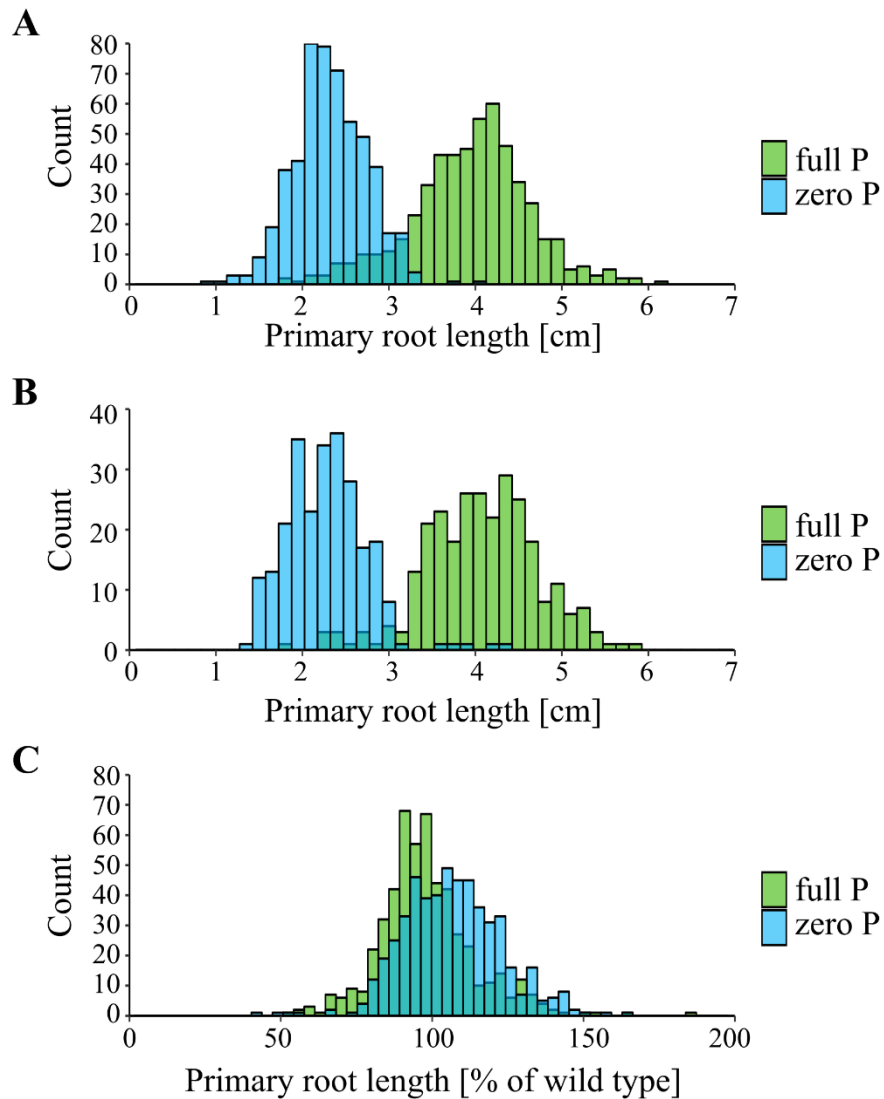 A
80
70
60
50
40
30
20
10
0
Count
0 1 2 3 4 5 6 7
Primary root length [cm]
full P
zero P
B
40
30
20
10
0
Count
0 1 2 3 4 5 6 7
Primary root length [cm]
full P
zero P
C
80
70
60
50
40
30
20
10
0
Count
0 50 100 150 200
Primary root length [% of wild type]
full P
zero P